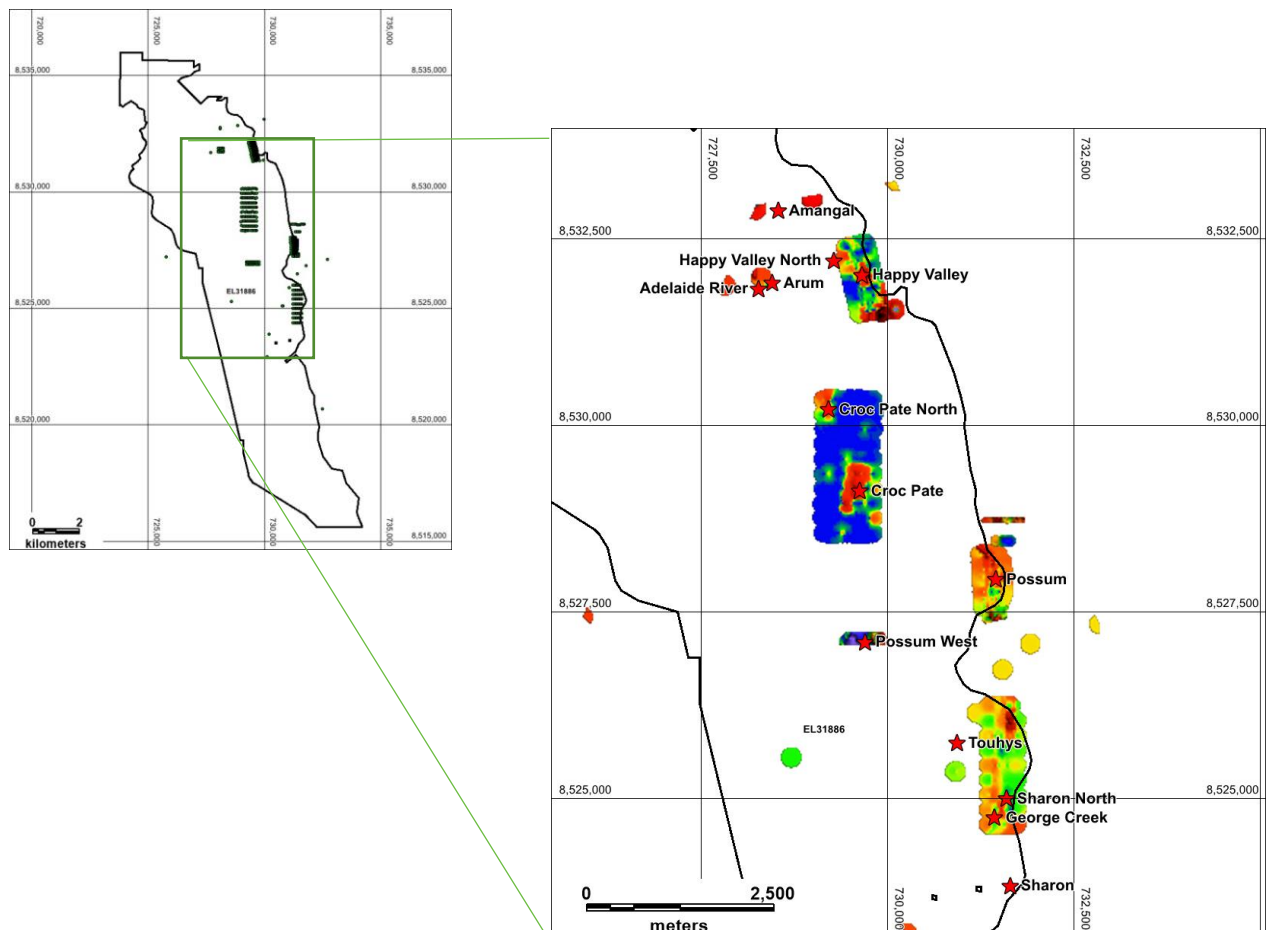 720,000
725,000
730,000
735,000
8,535,000
8,535,000
8,530,000
8,530,000
EL31886
8,525,000
8,525,000
8,520,000
8,520,000
0 2
kilometers
725,000
730,000
735,000
8,515,000
727,500
730,000
732,500
Amangal
8,532,500
8,532,500
Happy Valley North
Happy Valley
Adelaide River
Arum
Croc Pate North
8,530,000
8,530,000
Croc Pate
Possum
8,527,500
8,527,500
Possum West
EL31886
Touhys
8,525,000
8,525,000
Sharon North
George Creek
Sharon
0 2,500
meters
730,000
732,500